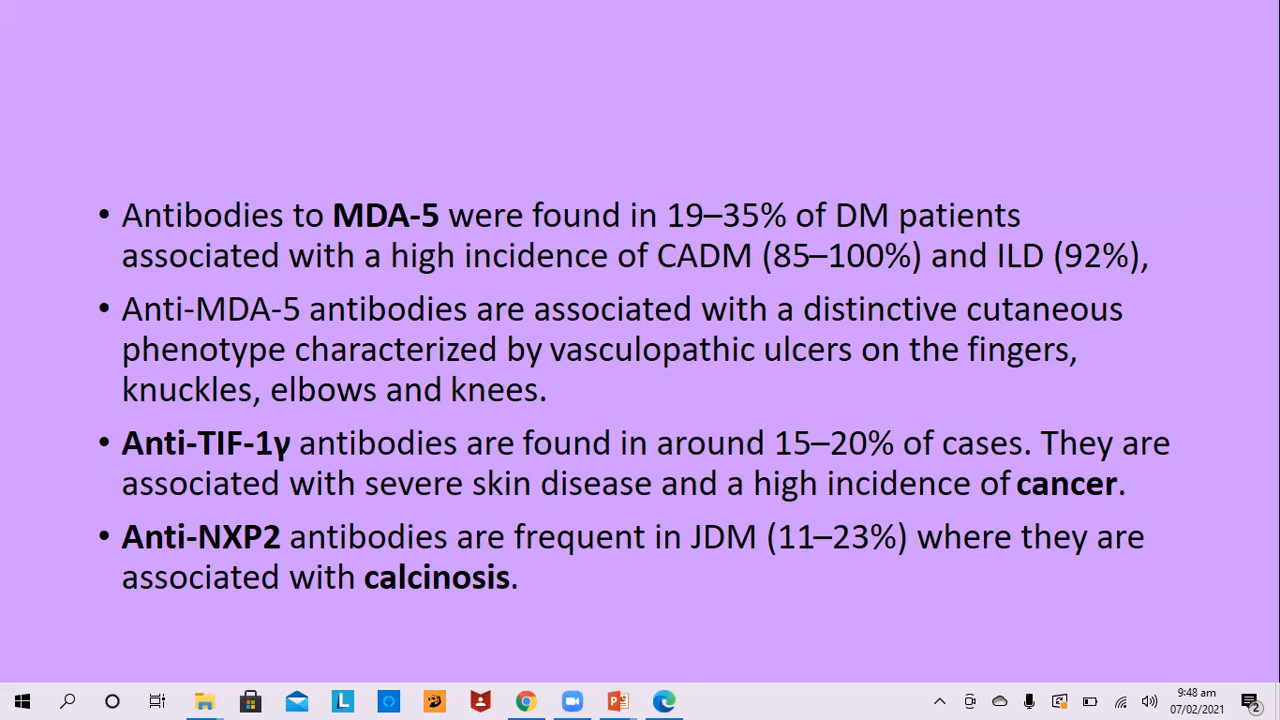 • Antibodies to MDA-5 were found in 19–35% of DM patients
associated with a high incidence of CADM (85–100%) and ILD (92%),
• Anti-MDA-5 antibodies are associated with a distinctive cutaneous
phenotype characterized by vasculopathic ulcers on the fingers,
knuckles, elbows and knees.
• Anti-TIF-1γ antibodies are found in around 15–20% of cases. They are
associated with severe skin disease and a high incidence of cancer.
• Anti-NXP2 antibodies are frequent in JDM (11–23%) where they are
associated with calcinosis.
L
9:48 am
07/02/2021
2